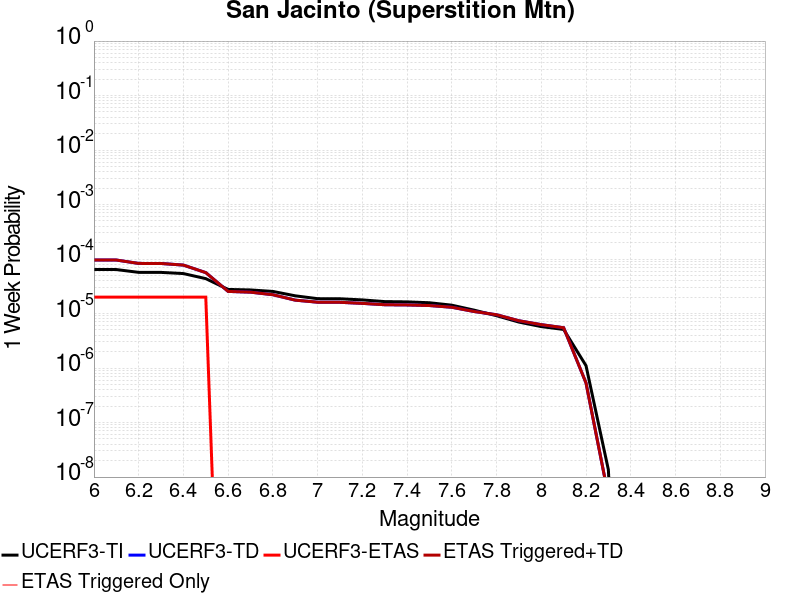 San Jacinto (Superstition Mtn)
10^0
10^-1
10^-2
10^-3
10^-4
10^-5
10^-6
10^-7
10^-8
1 Week Probability
6 6.2 6.4 6.6 6.8 7 7.2 7.4 7.6 7.8 8 8.2 8.4 8.6 8.8 9
Magnitude
UCERF3-TI UCERF3-TD UCERF3-ETAS ETAS Triggered+TD
ETAS Triggered Only